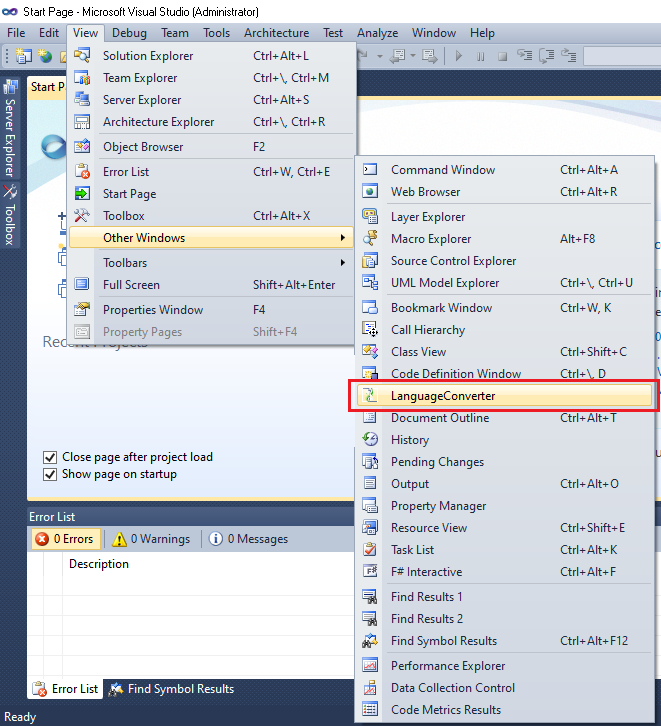 Start Page - Microsoft Visual Studio (Administrator)
File Edit View Debug Team Tools Architecture Test Analyze Window Help
Server Explorer
Toolbox
Start P
Solution Explorer Ctrl+Alt+L
Team Explorer Ctrl+\, Ctrl+M
Server Explorer Ctrl+Alt+S
Architecture Explorer Ctrl+\, Ctrl+R
Object Browser F2
Error List Ctrl+W, Ctrl+E
Start Page
Toolbox Ctrl+Alt+X
Other Windows
Toolbars
Full Screen Shift+Alt+Enter
Properties Window F4
Property Pages Shift+F4
Command Window Ctrl+Alt+A
Web Browser Ctrl+Alt+R
Layer Explorer
Macro Explorer Alt+F8
Source Control Explorer
UML Model Explorer Ctrl+\, Ctrl+U
Bookmark Window Ctrl+W, K
Call Hierarchy
Class View Ctrl+Shift+C
Code Definition Window Ctrl+\, D
LanguageConverter
Document Outline Ctrl+Alt+T
History
Pending Changes
Output Ctrl+Alt+O
Property Manager
Resource View Ctrl+Shift+E
Task List Ctrl+Alt+K
F# Interactive Ctrl+Alt+F
Find Results 1
Find Results 2
Find Symbol Results Ctrl+Alt+F12
Performance Explorer
Data Collection Control
Code Metrics Results
Recent Projects
Close page after project load
Show page on startup
Error List
0 Errors 0 Warnings 0 Messages
Description
Error List Find Symbol Results
Ready